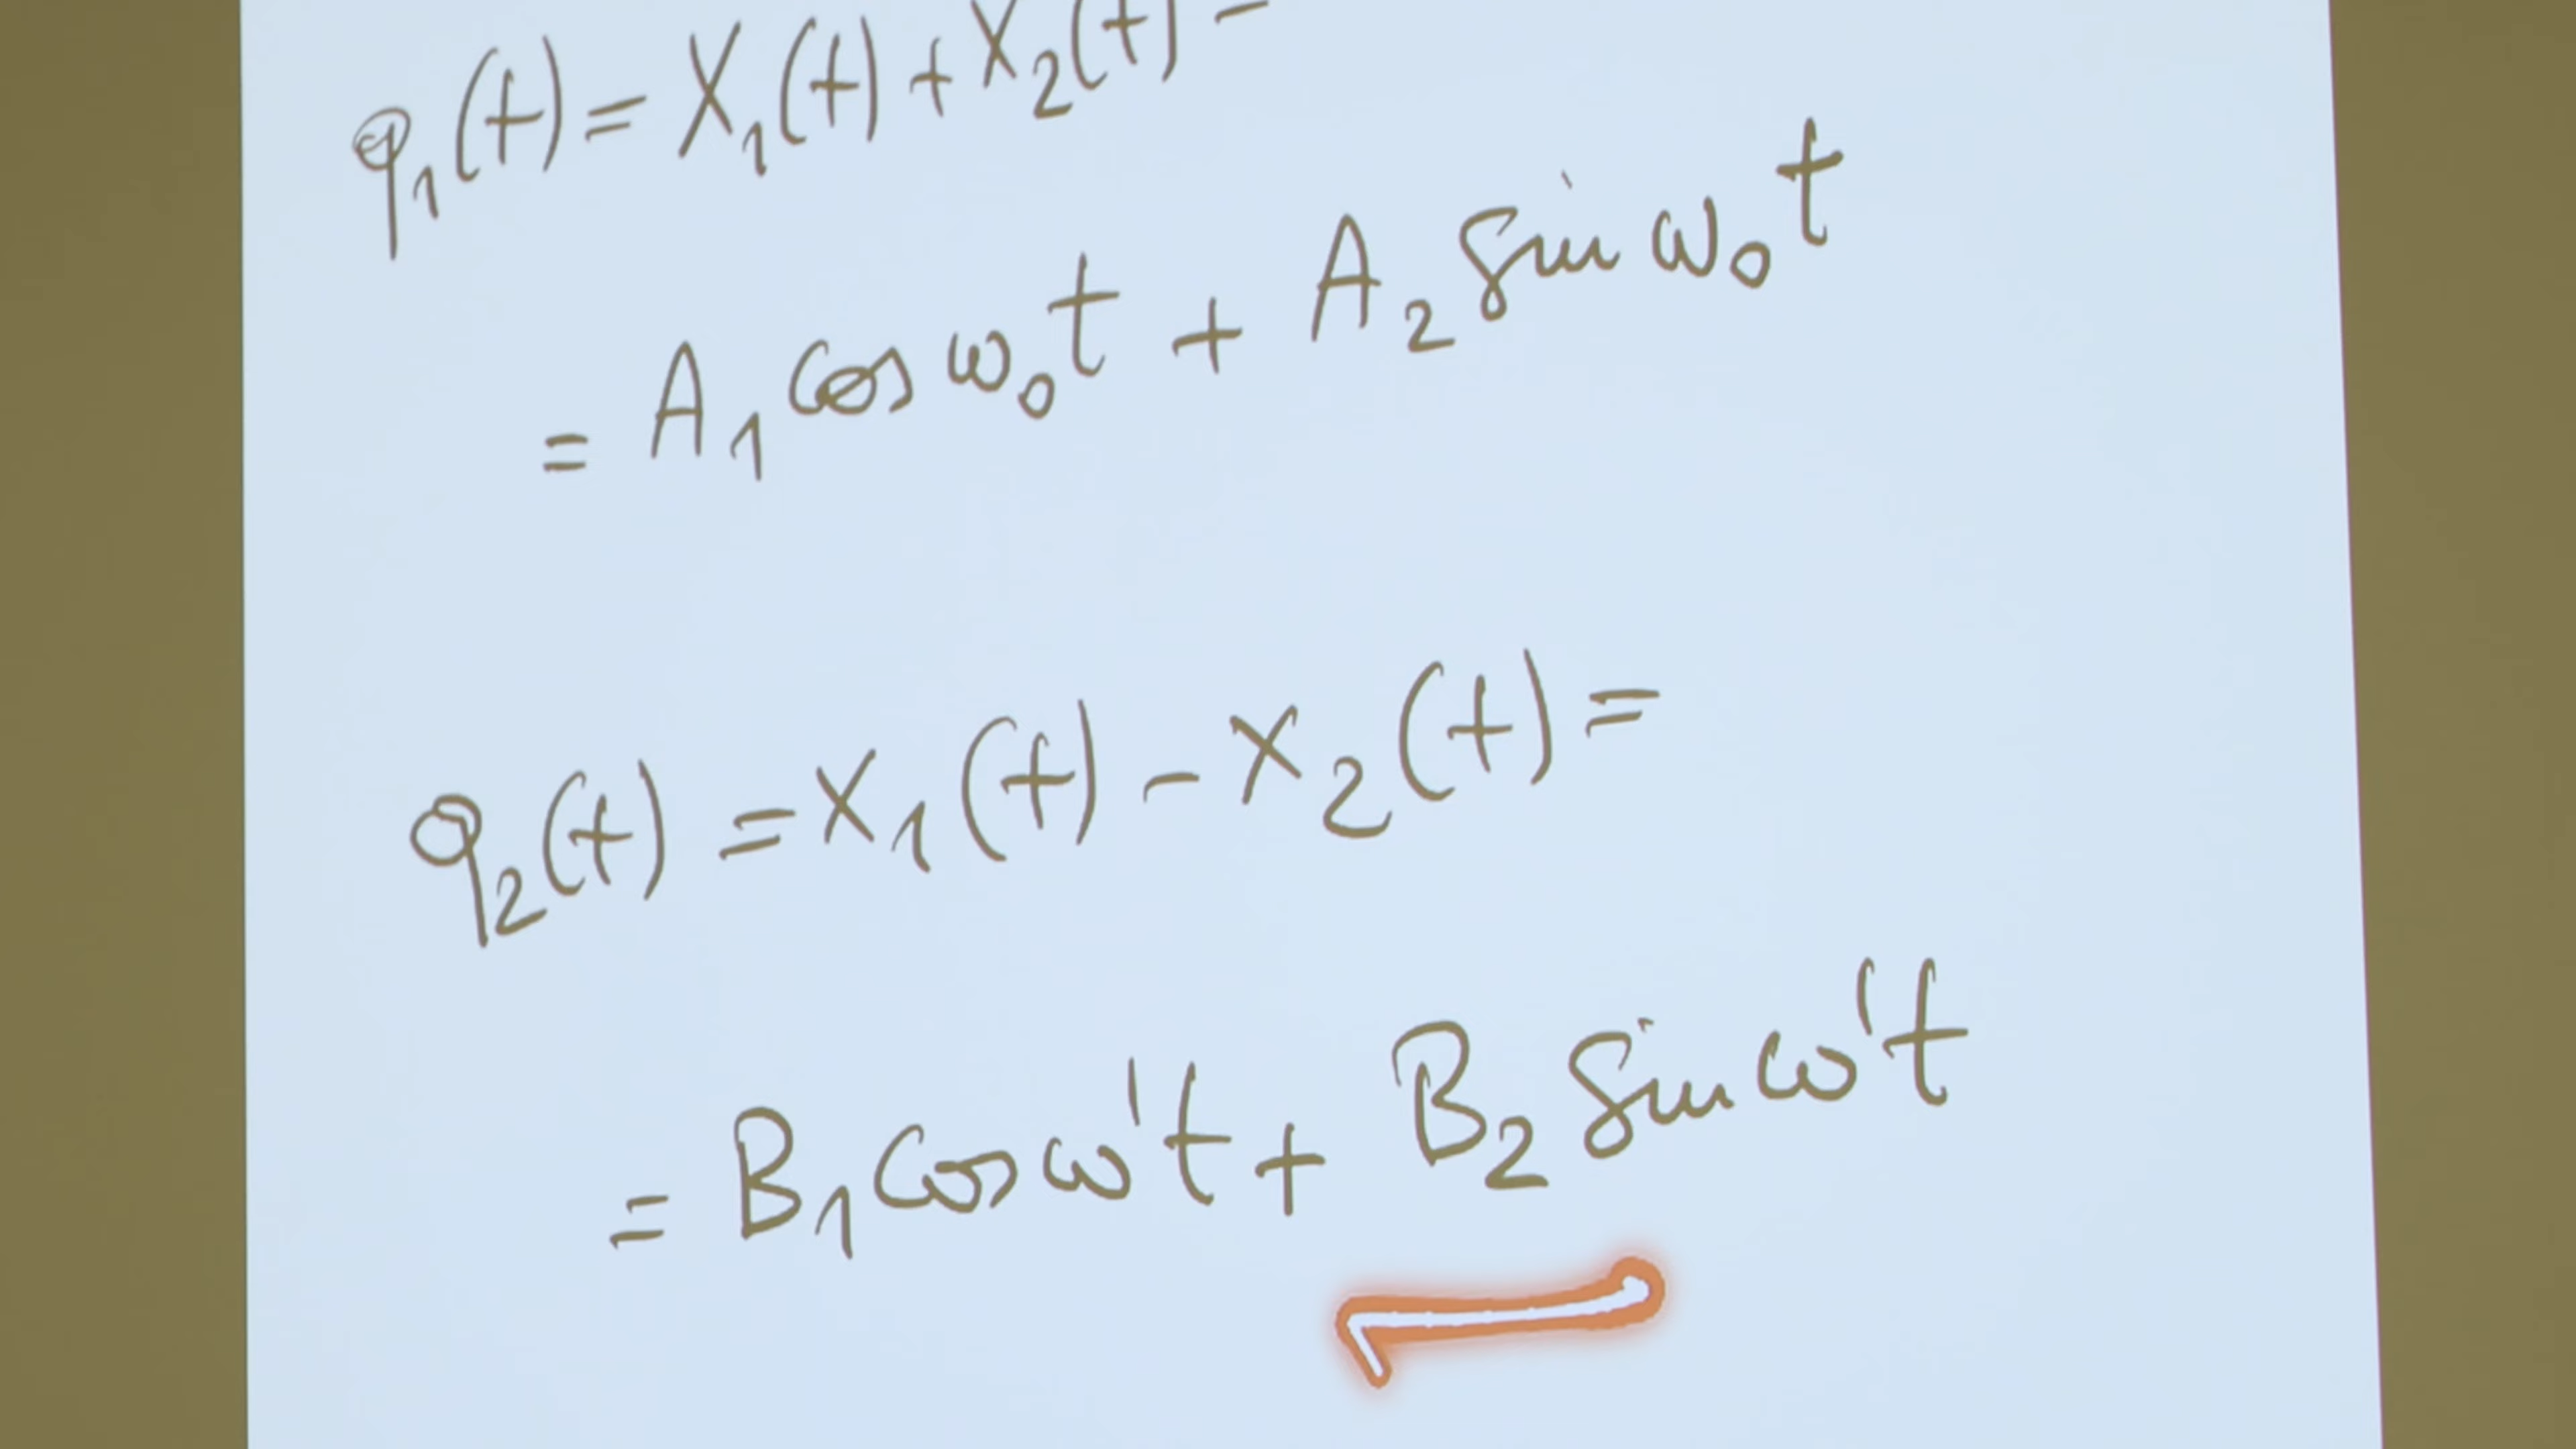 q₁(t) = X₁(t) + X₂(t) =
= A₁ cos ω₀t + A₂ sin ω₀t
q₂(t) = X₁(t) - X₂(t) =
= B₁ cos ω't + B₂ sin ω't